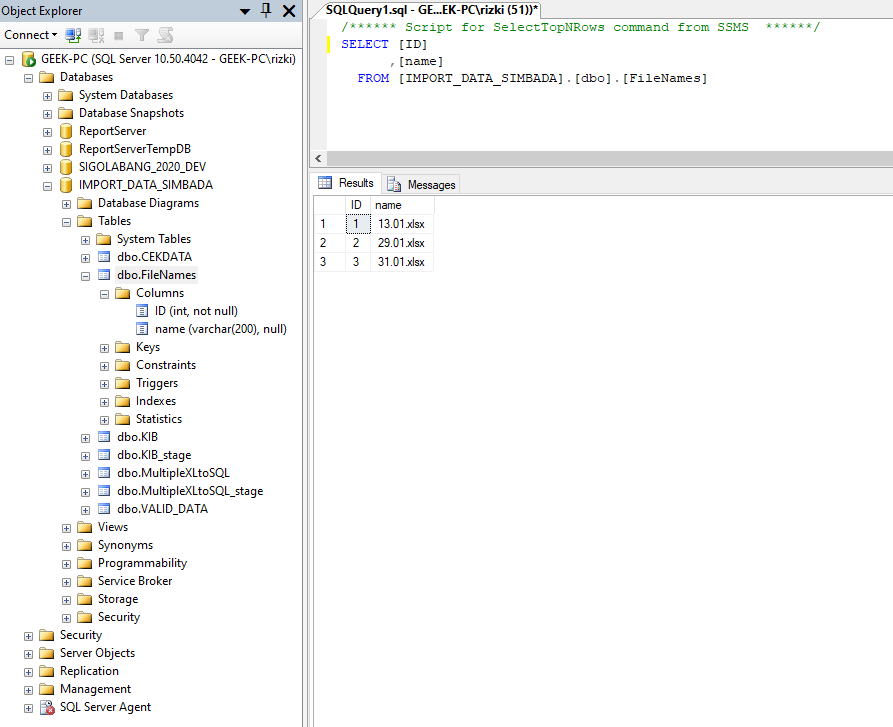 Object Explorer
Connect
GEEK-PC (SQL Server 10.50.4042 - GEEK-PC\rizki)
Databases
System Databases
Database Snapshots
ReportServer
ReportServerTempDB
SIGOLABANG_2020_DEV
IMPORT_DATA_SIMBADA
Database Diagrams
Tables
System Tables
dbo.CEKDATA
dbo.FileNames
Columns
ID (int, not null)
name (varchar(200), null)
Keys
Constraints
Triggers
Indexes
Statistics
dbo.KIB
dbo.KIB_stage
dbo.MultipleXLtoSQL
dbo.MultipleXLtoSQL_stage
dbo.VALID_DATA
Views
Synonyms
Programmability
Service Broker
Storage
Security
Security
Server Objects
Replication
Management
SQL Server Agent
SQLQuery1.sql - GE...EK-PC\rizki (51))*
/****** Script for SelectTopNRows command from SSMS  ******/
SELECT [ID]
,[name]
FROM [IMPORT_DATA_SIMBADA].[dbo].[FileNames]
Results Messages
ID name
1 1 13.01.xlsx
2 2 29.01.xlsx
3 3 31.01.xlsx